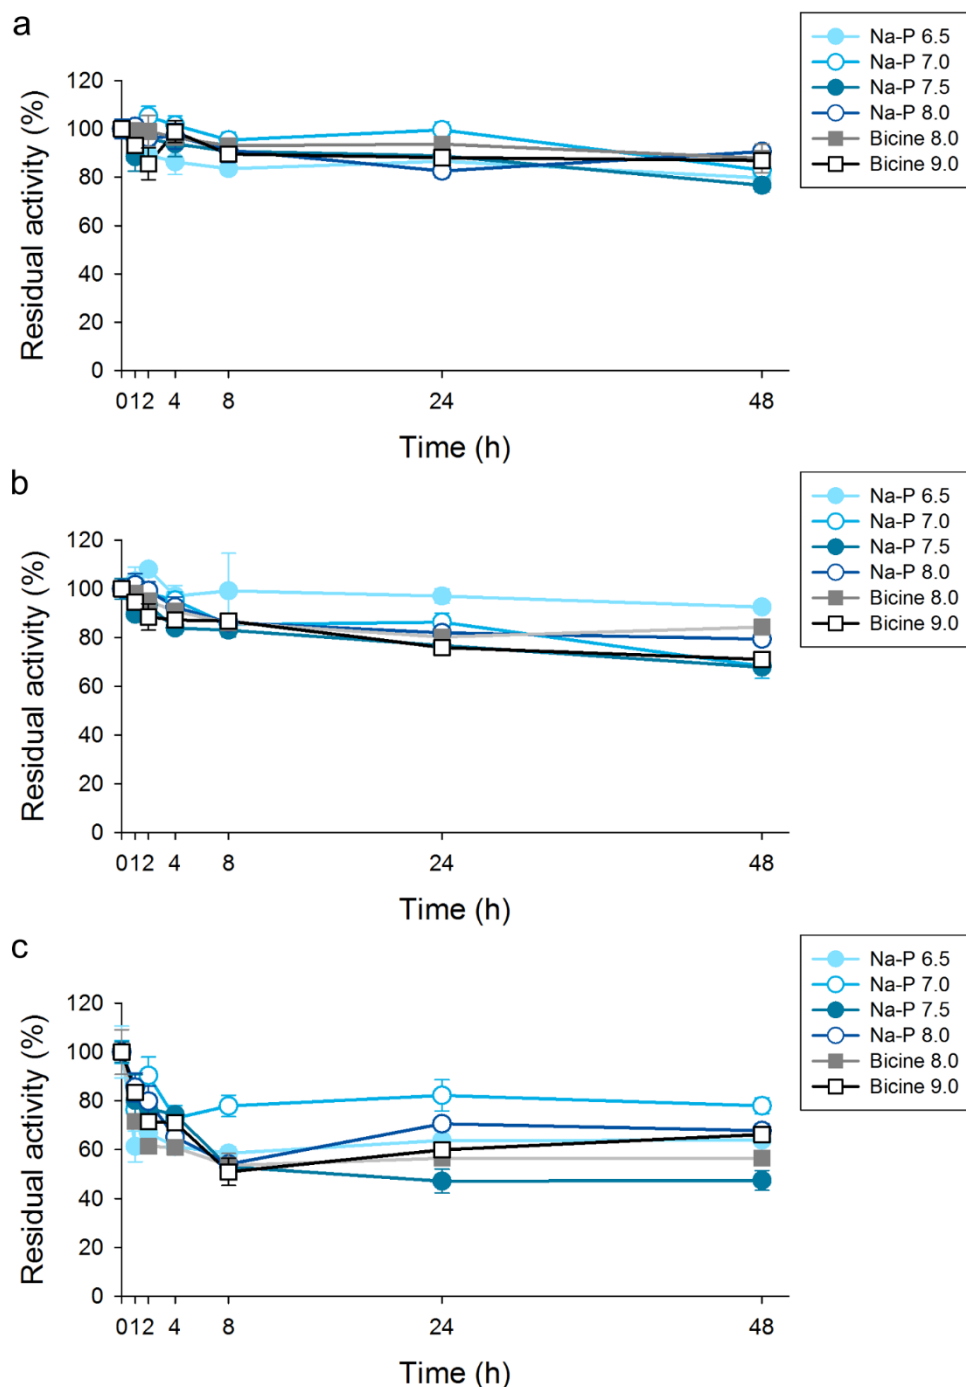 a
Na-P 6.5
Na-P 7.0
Na-P 7.5
Na-P 8.0
Bicine 8.0
Bicine 9.0
Residual activity (%)
120
100
80
60
40
20
0
0 1 2 4 8 24 48
Time (h)
b
Na-P 6.5
Na-P 7.0
Na-P 7.5
Na-P 8.0
Bicine 8.0
Bicine 9.0
Residual activity (%)
120
100
80
60
40
20
0
0 1 2 4 8 24 48
Time (h)
c
Na-P 6.5
Na-P 7.0
Na-P 7.5
Na-P 8.0
Bicine 8.0
Bicine 9.0
Residual activity (%)
120
100
80
60
40
20
0
0 1 2 4 8 24 48
Time (h)